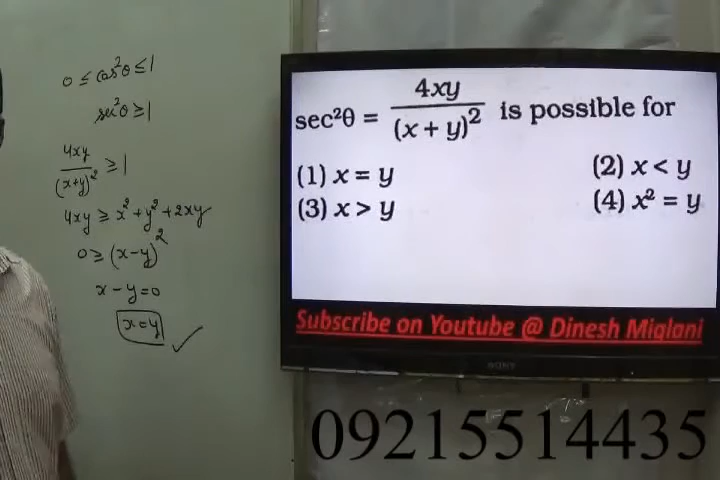 0 ≤ cos²θ ≤ 1
sec²θ ≥ 1
4xy/(x+y)² ≥ 1
4xy ≥ x² + y² + 2xy
0 ≥ (x-y)²
x - y = 0
x = y ✓
sec²θ = 4xy/(x + y)² is possible for
(1) x = y (2) x < y
(3) x > y (4) x² = y
Subscribe on Youtube @ Dinesh Miglani
SONY
09215514435